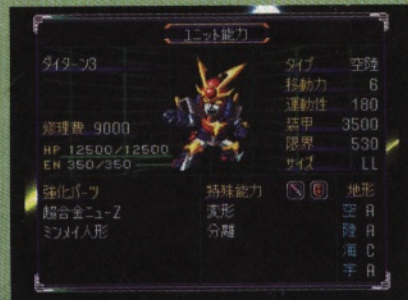 ユニット能力
ダイターン3
タイプ 空陸
移動力 6
運動性 180
修理費 9000
装甲 3500
HP 12500/12500
限界 530
EN 350/350
サイズ LL
強化パーツ
特殊能力
地形
超合金ニューZ
変形
空 A
ミンメイ人形
分離
陸 A
海 C
宇 A